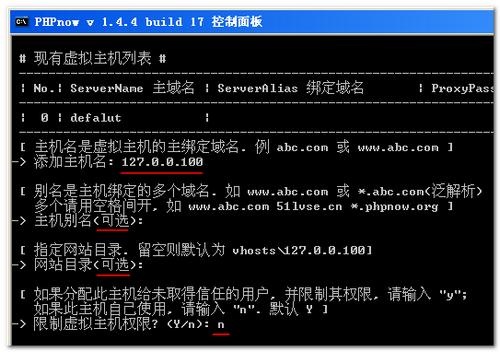 PHPnow v 1.4.4 build 17 控制面板
# 现有虚拟主机列表 #
| No.| ServerName 主域名 | ServerAlias 绑定域名 | ProxyPass
| 0 | defalut |
[ 主机名是虚拟主机的主绑定域名. 例 abc.com 或 www.abc.com ]
-> 添加主机名: 127.0.0.100
[ 别名是主机绑定的多个域名. 如 www.abc.com 或 *.abc.com(泛解析)
多个请用空格间开, 如 www.abc.com 51lvse.cn *.phpnow.org ]
-> 主机别名(可选):
[ 指定网站目录. 留空则默认为 vhosts\127.0.0.100]
-> 网站目录(可选):
[ 如果分配此主机给未取得信任的用户, 并限制其权限, 请输入 "y";
如果此主机自己使用, 请输入 "n". 默认 Y ]
-> 限制虚拟主机权限? (Y/n): n